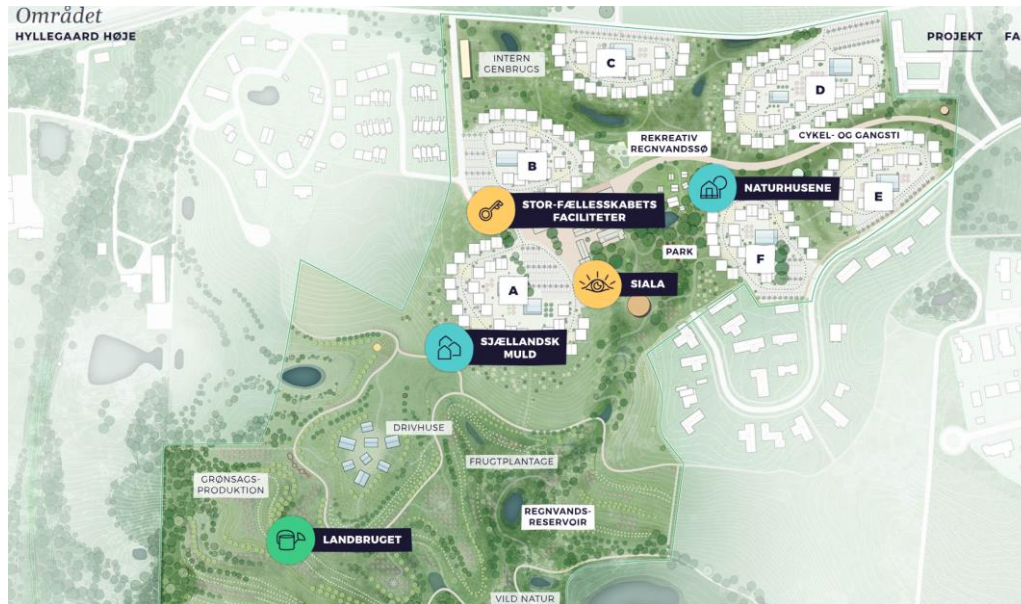 Området
HYLLEGAARD HØJE
PROJEKT FA
INTERN
GENBRUGS
C
D
CYKEL- OG GANGSTI
REKREATIV
REGNVANDSSØ
B
E
NATURHUSENE
STOR-FÆLLESSKABETS
FACILITETER
F
PARK
A
SIALA
SJÆLLANDSK
MULD
DRIVHUSE
FRUGTPLANTAGE
GRØNSAGS-
PRODUKTION
REGNVANDS-
RESERVOIR
LANDBRUGET
VILD NATUR